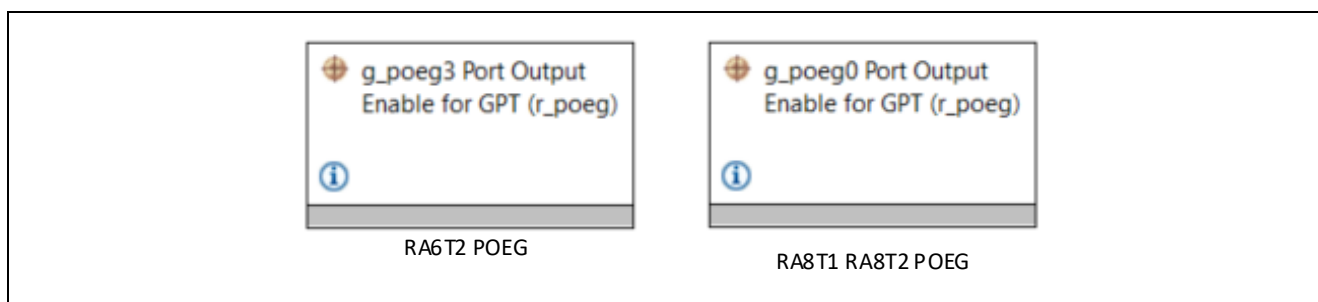 g_poeg3 Port Output
Enable for GPT (r_poeg)
RA6T2 POEG
g_poeg0 Port Output
Enable for GPT (r_poeg)
RA8T1 RA8T2 POEG